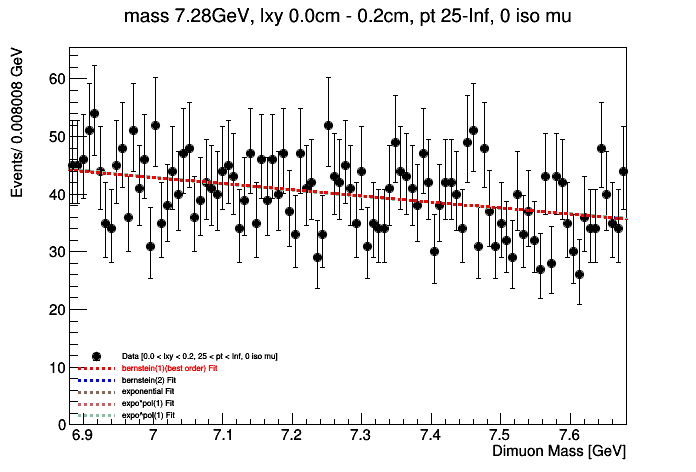 mass 7.28GeV, lxy 0.0cm - 0.2cm, pt 25-Inf, 0 iso mu
Events/ 0.008008 GeV
60
50
40
30
20
10
0
Data [0.0 < lxy < 0.2, 25 < pt < Inf, 0 iso mu]
bernstein(1)(best order) Fit
bernstein(2) Fit
exponential Fit
expo*pol(1) Fit
expo^pol(1) Fit
6.9 7 7.1 7.2 7.3 7.4 7.5 7.6
Dimuon Mass [GeV]